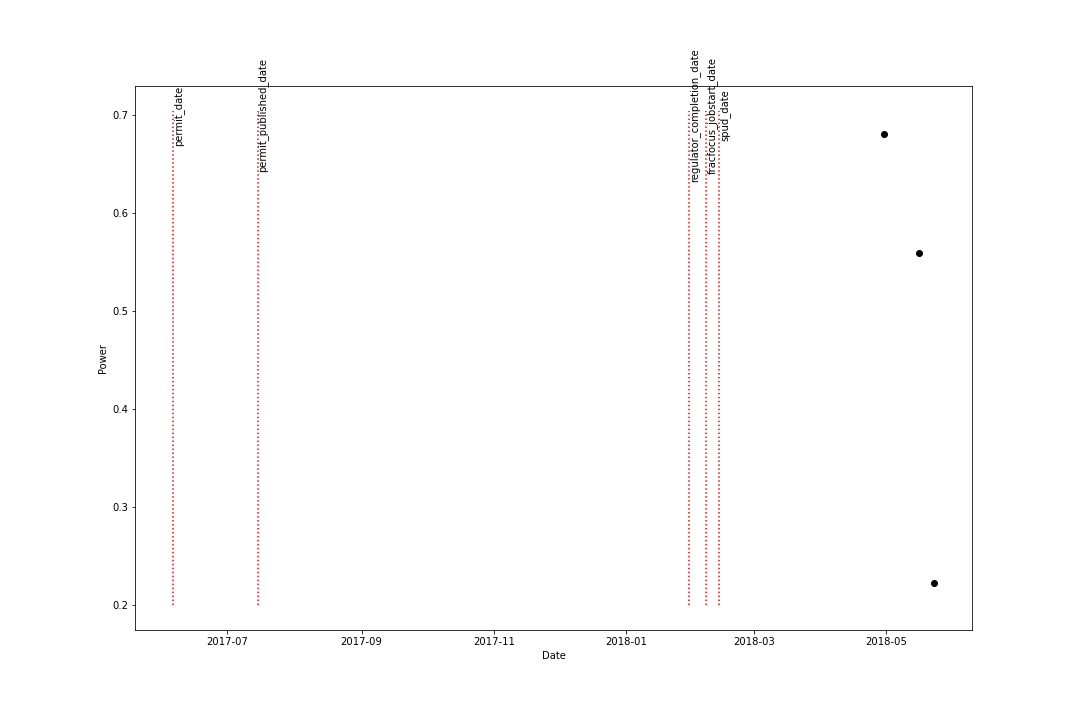 permit_date
permit_published_date
regulator_completion_date
fracfocus_jobstart_date
spud_date
0.7
0.6
0.5
0.4
0.3
0.2
Power
2017-07
2017-09
2017-11
2018-01
2018-03
2018-05
Date